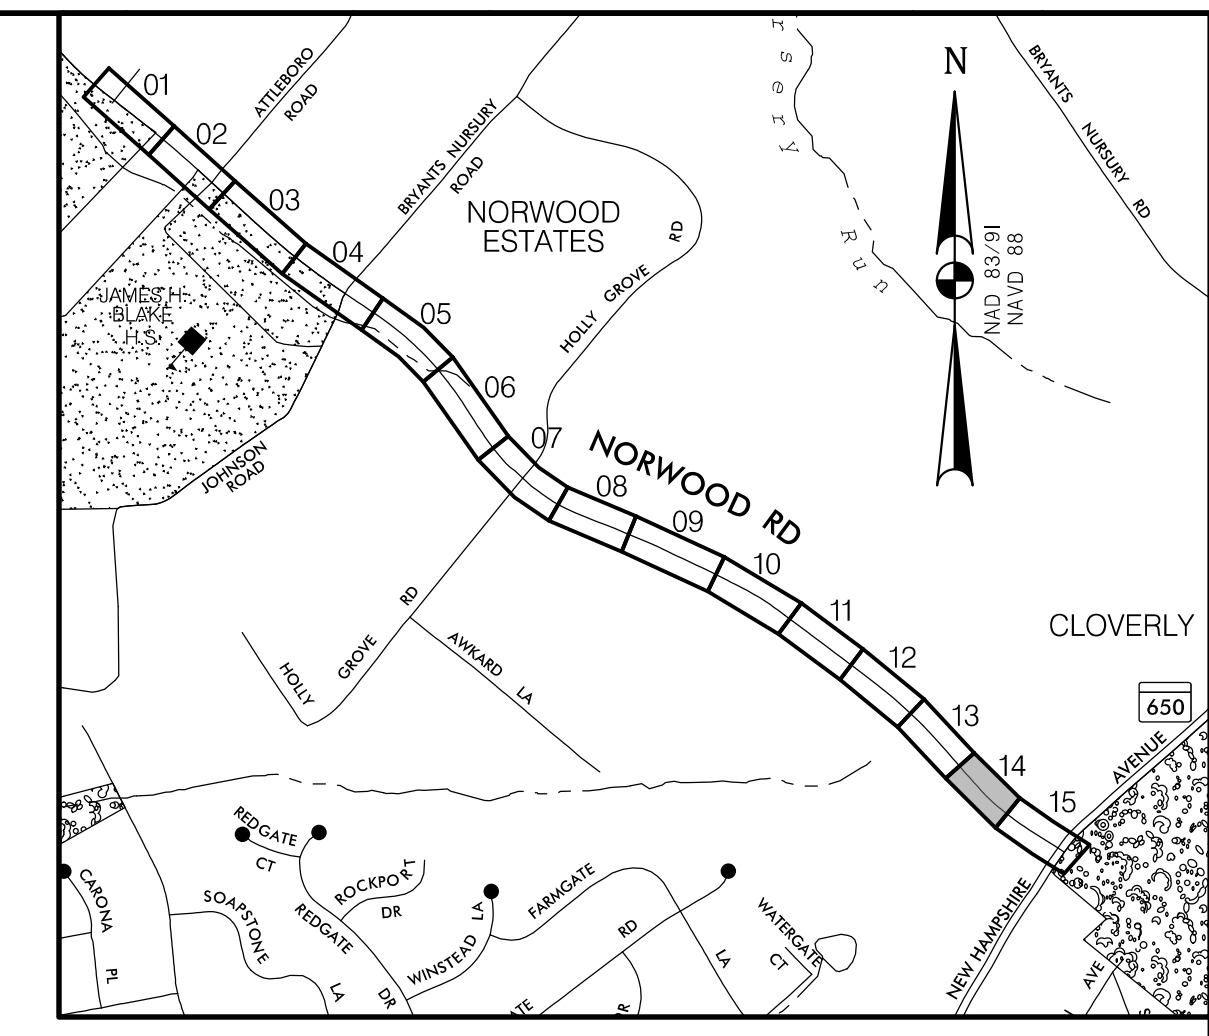 01
02
ATTLEBORO
ROAD
03
04
BRYANTS NURSURY
ROAD
NORWOOD
ESTATES
HOLLY GROVE RD
rsery
Run
N
NAD 83/91
NAVD 88
BRYANTS NURSURY RD
JAMES H.
BLAKE
H.S.
JOHNSON
ROAD
05
06
07
08
NORWOOD RD
09
10
11
12
13
14
15
CLOVERLY
650
AVENUE
NEW HAMPSHIRE
HOLLY GROVE RD
AWKARD LA
REDGATE
CT
CARONA PL
SOAPSTONE LA
REDGATE DR
ROCKPORT
DR
WINSTEAD LA
FARMGATE LA
RD
WATERGATE
CT
AVE